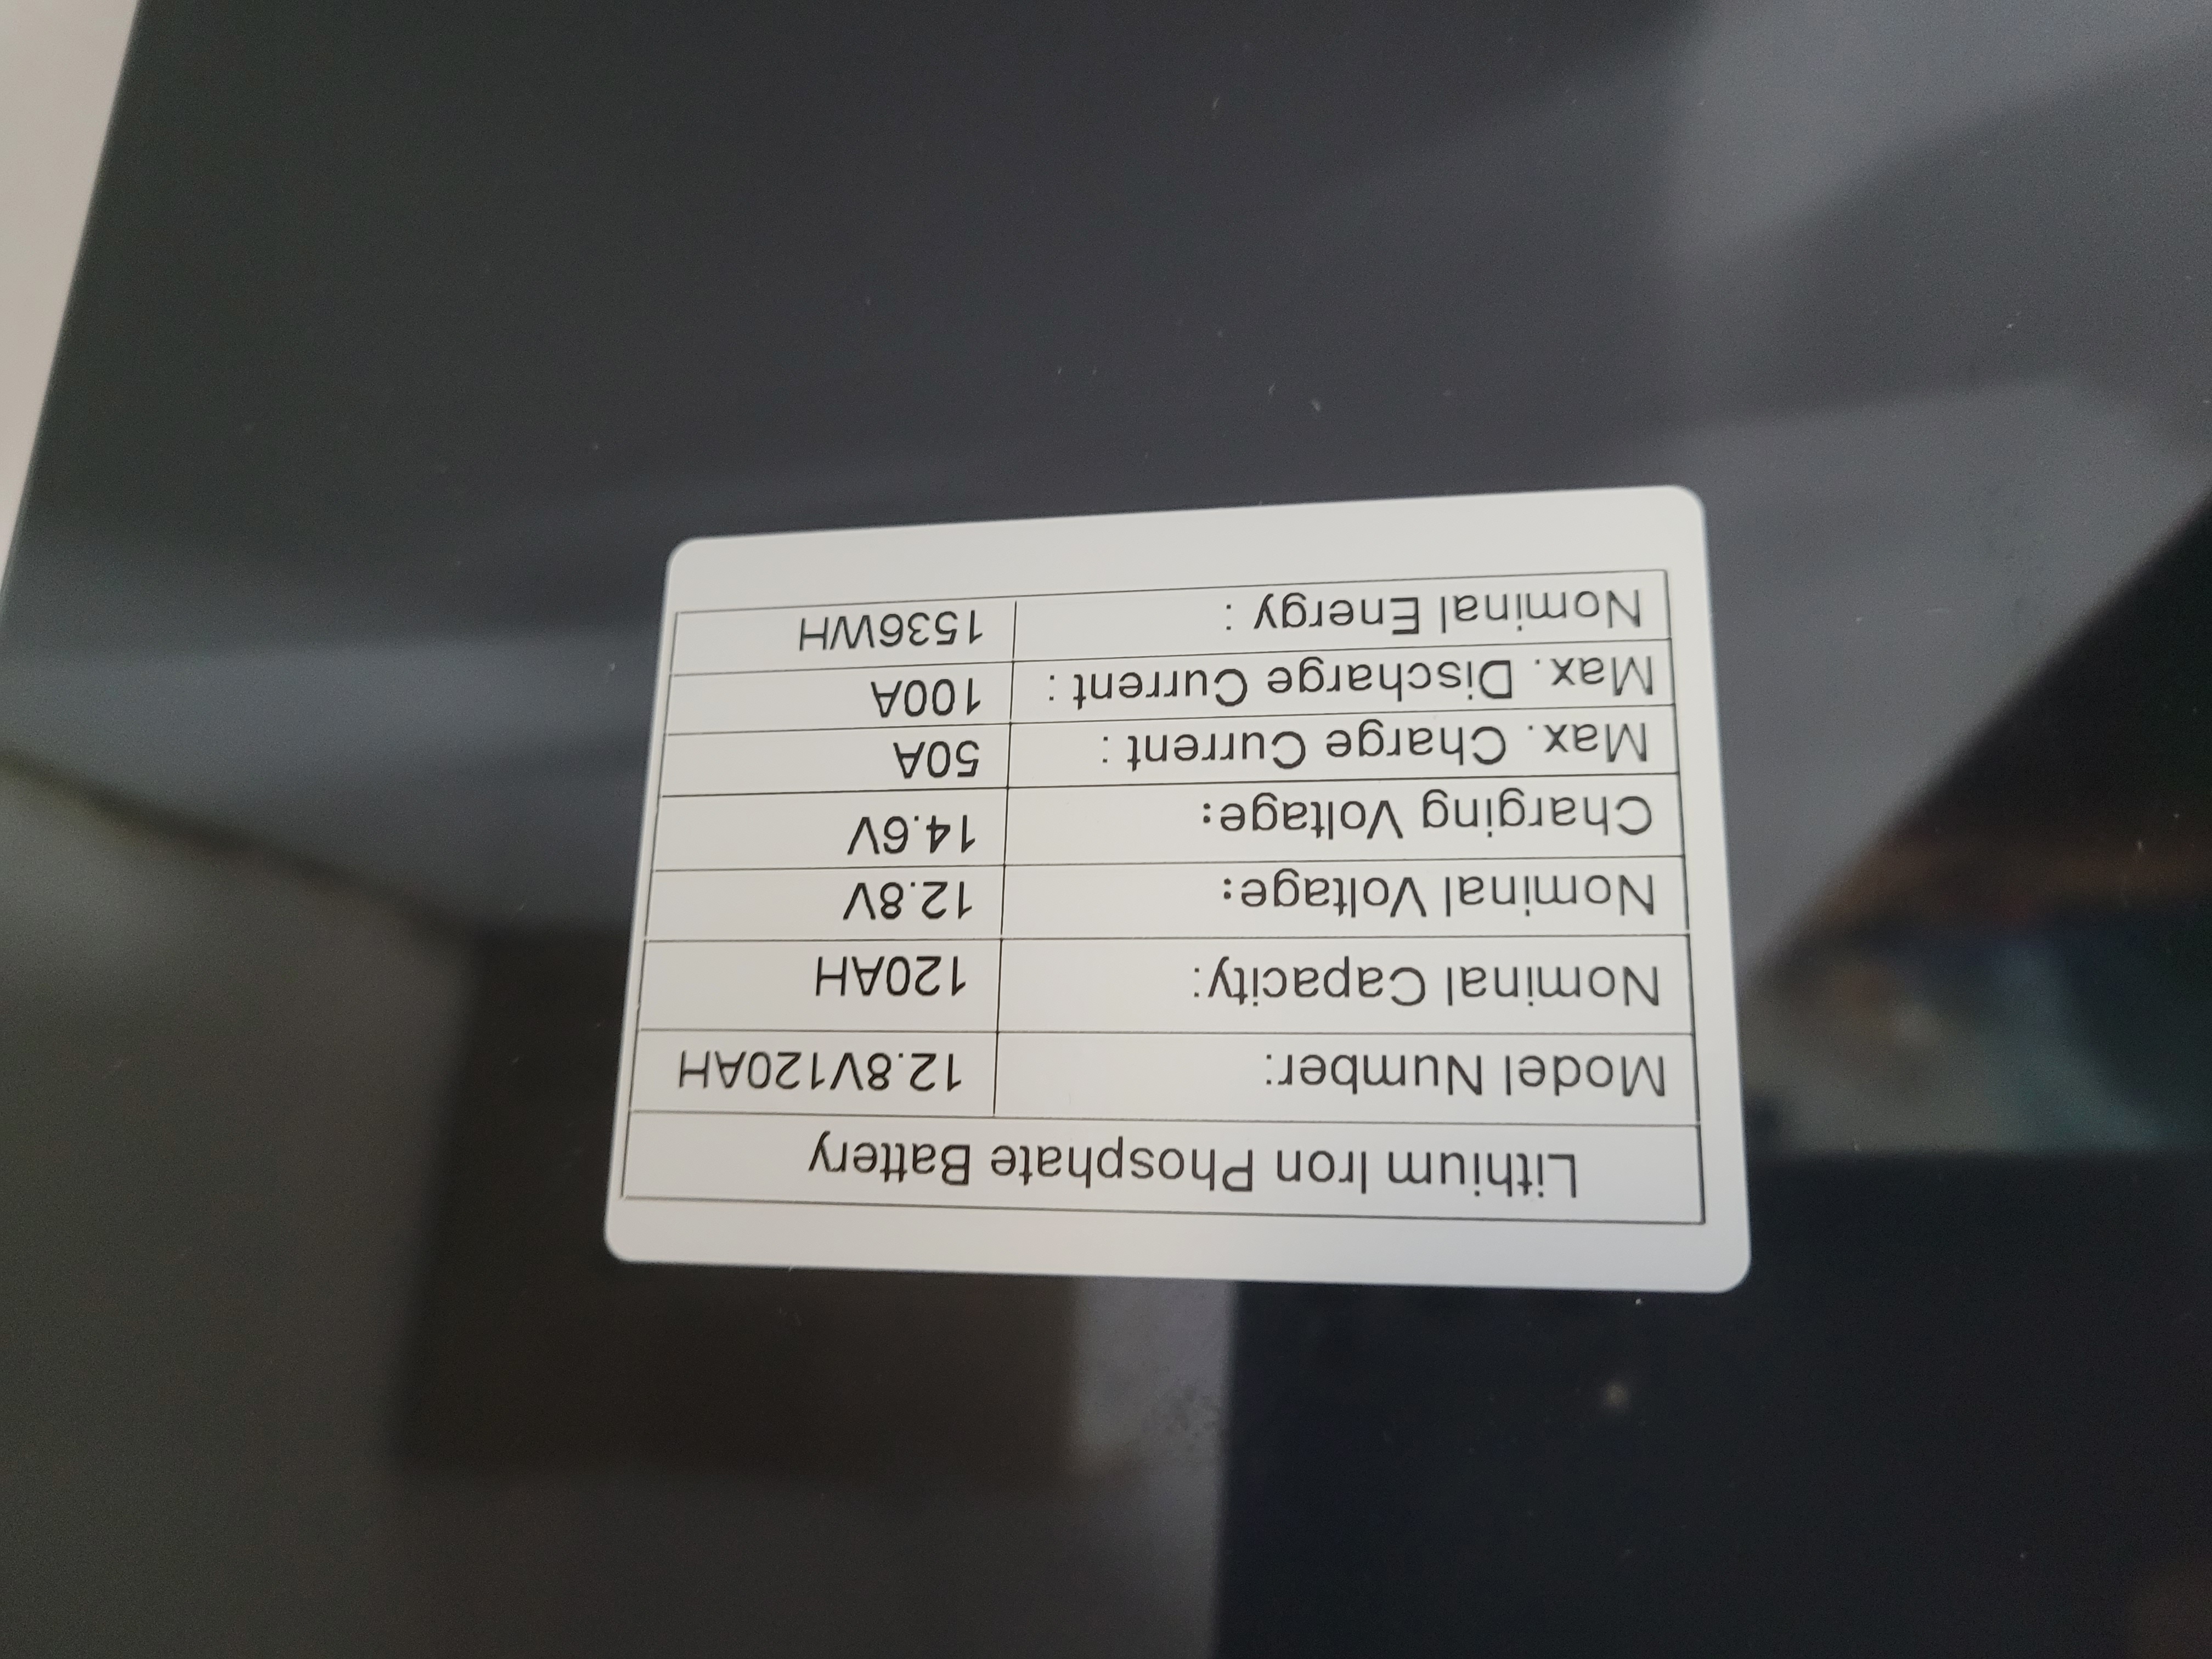 Lithium Iron Phosphate Battery
Model Number: 12.8V120AH
Nominal Capacity: 120AH
Nominal Voltage: 12.8V
Charging Voltage: 14.6V
Max. Charge Current : 50A
Max. Discharge Current : 100A
Nominal Energy : 1536WH